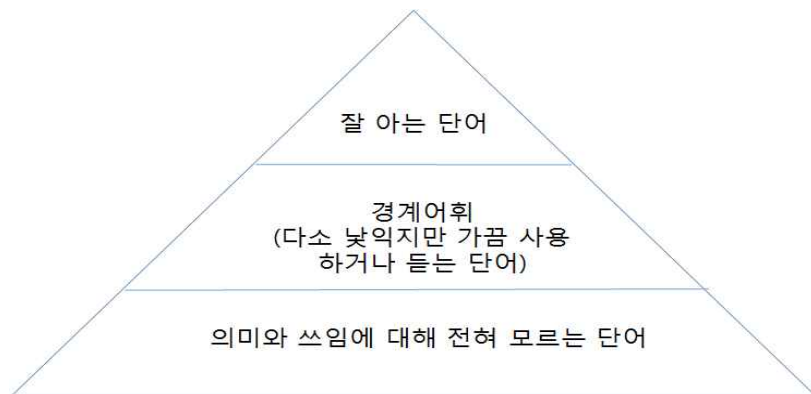 잘 아는 단어
경계어휘
(다소 낯익지만 가끔 사용
하거나 듣는 단어)
의미와 쓰임에 대해 전혀 모르는 단어